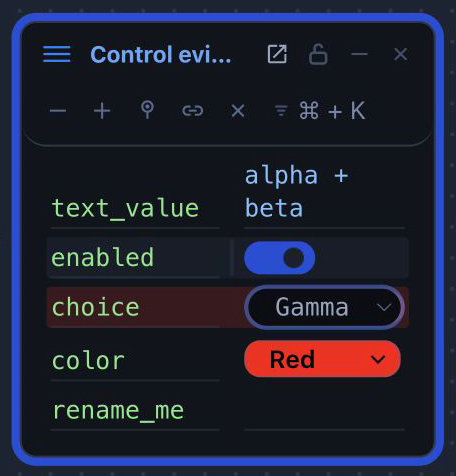 Control evi...
⌘ + K
alpha +
text_value beta
enabled
choice Gamma
color Red
rename_me